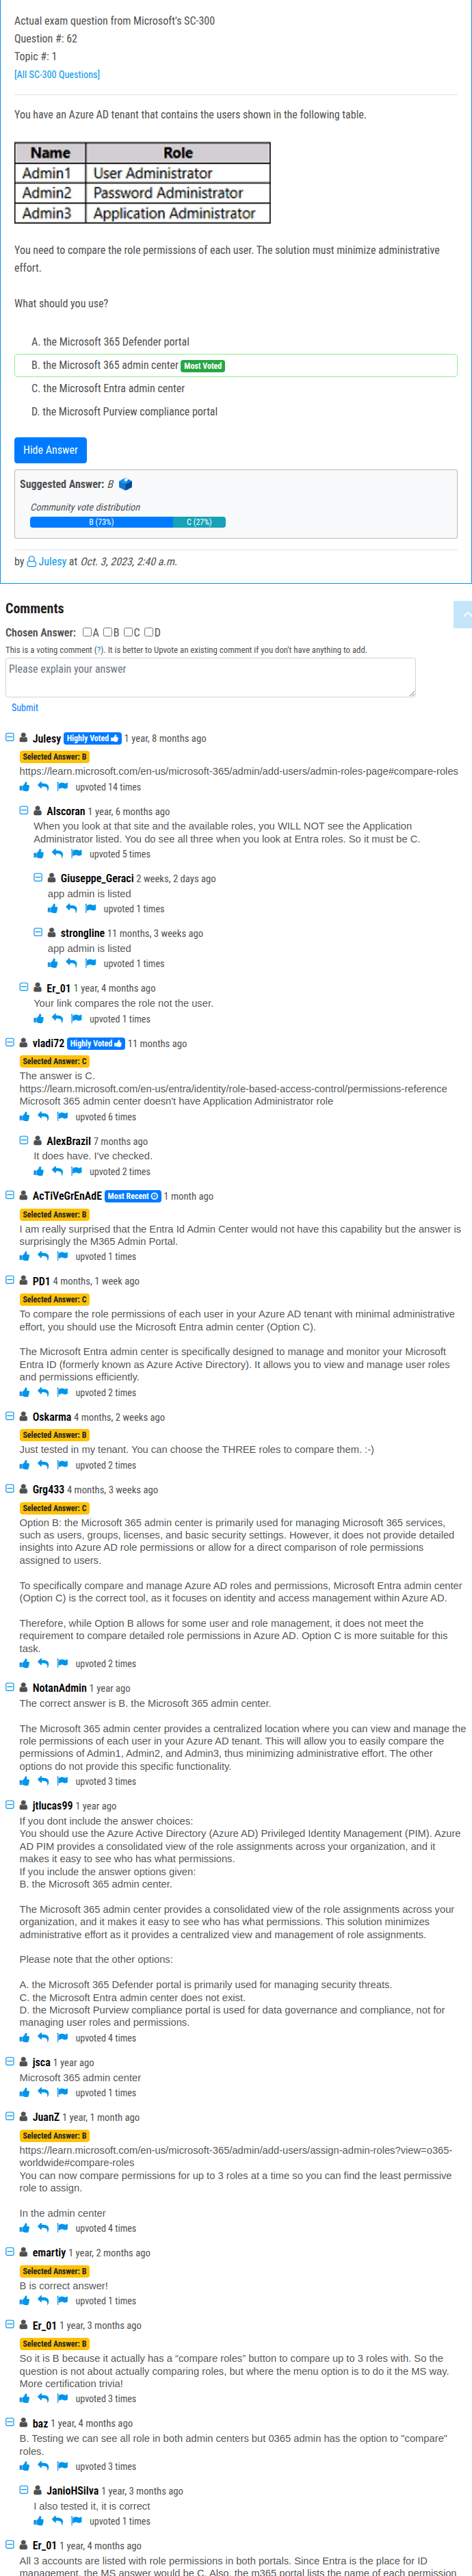 Actual exam question from Microsoft's SC-300
Question #: 62
Topic #: 1
[All SC-300 Questions]
You have an Azure AD tenant that contains the users shown in the following table.
Name Role
Admin1 User Administrator
Admin2 Password Administrator
Admin3 Application Administrator
You need to compare the role permissions of each user. The solution must minimize administrative
effort.
What should you use?
A. the Microsoft 365 Defender portal
B. the Microsoft 365 admin center Most Voted
C. the Microsoft Entra admin center
D. the Microsoft Purview compliance portal
Hide Answer
Suggested Answer: B
Community vote distribution
B (73%) C (27%)
by Julesy at Oct. 3, 2023, 2:40 a.m.
Comments
Chosen Answer: A B C D
This is a voting comment (?). It is better to Upvote an existing comment if you don't have anything to add.
Please explain your answer
Submit
Julesy Highly Voted 1 year, 8 months ago
Selected Answer: B
https://learn.microsoft.com/en-us/microsoft-365/admin/add-users/admin-roles-page#compare-roles
upvoted 14 times
Alscoran 1 year, 6 months ago
When you look at that site and the available roles, you WILL NOT see the Application
Administrator listed. You do see all three when you look at Entra roles. So it must be C.
upvoted 5 times
Giuseppe_Geraci 2 weeks, 2 days ago
app admin is listed
upvoted 1 times
strongline 11 months, 3 weeks ago
app admin is listed
upvoted 1 times
Er_01 1 year, 4 months ago
Your link compares the role not the user.
upvoted 1 times
vladi72 Highly Voted 11 months ago
Selected Answer: C
The answer is C.
https://learn.microsoft.com/en-us/entra/identity/role-based-access-control/permissions-reference
Microsoft 365 admin center doesn't have Application Administrator role
upvoted 6 times
AlexBrazil 7 months ago
It does have. I've checked.
upvoted 2 times
AcTiVeGrEnAdE Most Recent 1 month ago
Selected Answer: B
I am really surprised that the Entra Id Admin Center would not have this capability but the answer is
surprisingly the M365 Admin Portal.
upvoted 1 times
PD1 4 months, 1 week ago
Selected Answer: C
To compare the role permissions of each user in your Azure AD tenant with minimal administrative
effort, you should use the Microsoft Entra admin center (Option C).
The Microsoft Entra admin center is specifically designed to manage and monitor your Microsoft
Entra ID (formerly known as Azure Active Directory). It allows you to view and manage user roles
and permissions efficiently.
upvoted 2 times
Oskarma 4 months, 2 weeks ago
Selected Answer: B
Just tested in my tenant. You can choose the THREE roles to compare them. :-)
upvoted 2 times
Grg433 4 months, 3 weeks ago
Selected Answer: C
Option B: the Microsoft 365 admin center is primarily used for managing Microsoft 365 services,
such as users, groups, licenses, and basic security settings. However, it does not provide detailed
insights into Azure AD role permissions or allow for a direct comparison of role permissions
assigned to users.
To specifically compare and manage Azure AD roles and permissions, Microsoft Entra admin center
(Option C) is the correct tool, as it focuses on identity and access management within Azure AD.
Therefore, while Option B allows for some user and role management, it does not meet the
requirement to compare detailed role permissions in Azure AD. Option C is more suitable for this
task.
upvoted 2 times
NotanAdmin 1 year ago
The correct answer is B. the Microsoft 365 admin center.
The Microsoft 365 admin center provides a centralized location where you can view and manage the
role permissions of each user in your Azure AD tenant. This will allow you to easily compare the
permissions of Admin1, Admin2, and Admin3, thus minimizing administrative effort. The other
options do not provide this specific functionality.
upvoted 3 times
jtlucas99 1 year ago
If you dont include the answer choices:
You should use the Azure Active Directory (Azure AD) Privileged Identity Management (PIM). Azure
AD PIM provides a consolidated view of the role assignments across your organization, and it
makes it easy to see who has what permissions.
If you include the answer options given:
B. the Microsoft 365 admin center.
The Microsoft 365 admin center provides a consolidated view of the role assignments across your
organization, and it makes it easy to see who has what permissions. This solution minimizes
administrative effort as it provides a centralized view and management of role assignments.
Please note that the other options:
A. the Microsoft 365 Defender portal is primarily used for managing security threats.
C. the Microsoft Entra admin center does not exist.
D. the Microsoft Purview compliance portal is used for data governance and compliance, not for
managing user roles and permissions.
upvoted 4 times
jsca 1 year ago
Microsoft 365 admin center
upvoted 1 times
JuanZ 1 year, 1 month ago
Selected Answer: B
https://learn.microsoft.com/en-us/microsoft-365/admin/add-users/assign-admin-roles?view=o365-
worldwide#compare-roles
You can now compare permissions for up to 3 roles at a time so you can find the least permissive
role to assign.
In the admin center
upvoted 4 times
emartiy 1 year, 2 months ago
Selected Answer: B
B is correct answer!
upvoted 1 times
Er_01 1 year, 3 months ago
Selected Answer: B
So it is B because it actually has a “compare roles” button to compare up to 3 roles with. So the
question is not about actually comparing roles, but where the menu option is to do it the MS way.
More certification trivia!
upvoted 3 times
baz 1 year, 4 months ago
B. Testing we can see all role in both admin centers but 0365 admin has the option to "compare"
roles.
upvoted 3 times
JanioHSilva 1 year, 3 months ago
I also tested it, it is correct
upvoted 1 times
Er_01 1 year, 4 months ago
All 3 accounts are listed with role permissions in both portals. Since Entra is the place for ID
management, the MS answer would be C. Also, the m365 portal lists the name of each permission